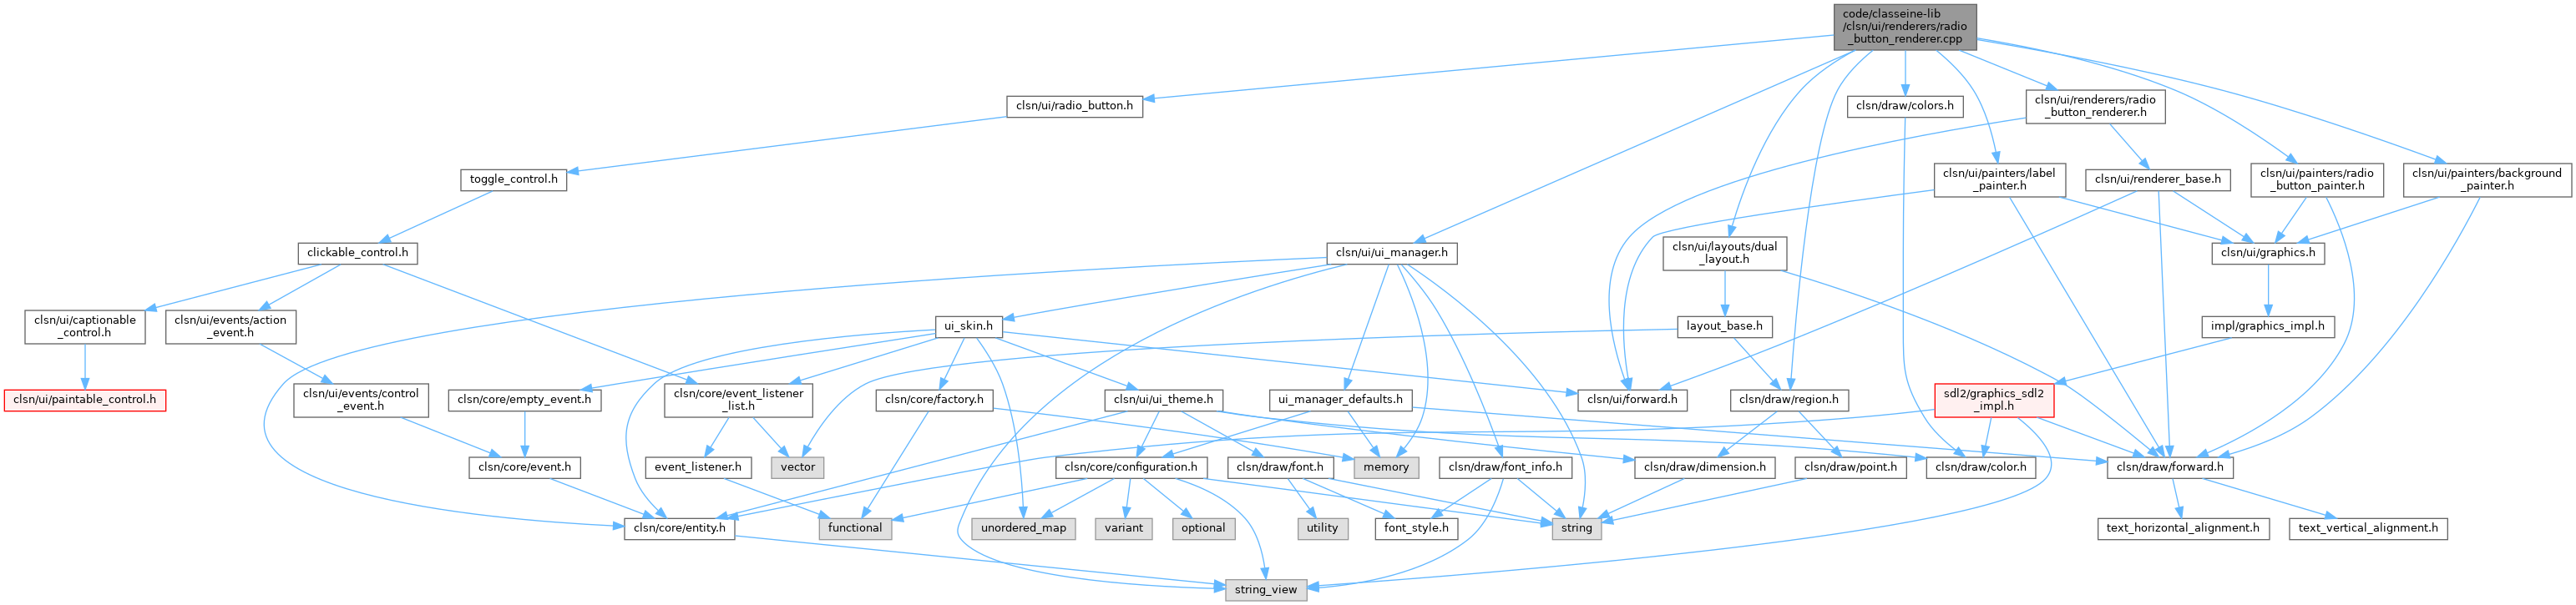 code/classeine-lib
/clsn/ui/renderers/radio
_button_renderer.cpp
clsn/ui/radio_button.h
clsn/draw/colors.h
clsn/ui/renderers/radio
_button_renderer.h
toggle_control.h
clsn/ui/painters/label
_painter.h
clsn/ui/renderer_base.h
clsn/ui/painters/radio
_button_painter.h
clsn/ui/painters/background
_painter.h
clickable_control.h
clsn/ui/ui_manager.h
clsn/ui/layouts/dual
_layout.h
clsn/ui/graphics.h
clsn/ui/captionable
_control.h
clsn/ui/events/action
_event.h
ui_skin.h
layout_base.h
impl/graphics_impl.h
clsn/ui/paintable_control.h
clsn/ui/events/control
_event.h
clsn/core/empty_event.h
clsn/core/event_listener
_list.h
clsn/core/factory.h
clsn/ui/ui_theme.h
ui_manager_defaults.h
clsn/ui/forward.h
clsn/draw/region.h
sdl2/graphics_sdl2
_impl.h
clsn/core/event.h
event_listener.h
vector
clsn/core/configuration.h
clsn/draw/font.h
memory
clsn/draw/font_info.h
clsn/draw/dimension.h
clsn/draw/point.h
clsn/draw/color.h
clsn/draw/forward.h
clsn/core/entity.h
functional
unordered_map
variant
optional
utility
font_style.h
string
text_horizontal_alignment.h
text_vertical_alignment.h
string_view